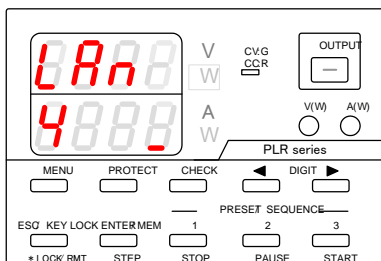 LAn V OUTPUT
W CV:G
CC:R
4 _ A V(W) A(W)
W
PLR series
MENU PROTECT CHECK ◀ DIGIT ▶
PRESET SEQUENCE
ESC KEY LOCK ENTER MEM 1 2 3
*LOCK/RMT STEP STOP PAUSE START